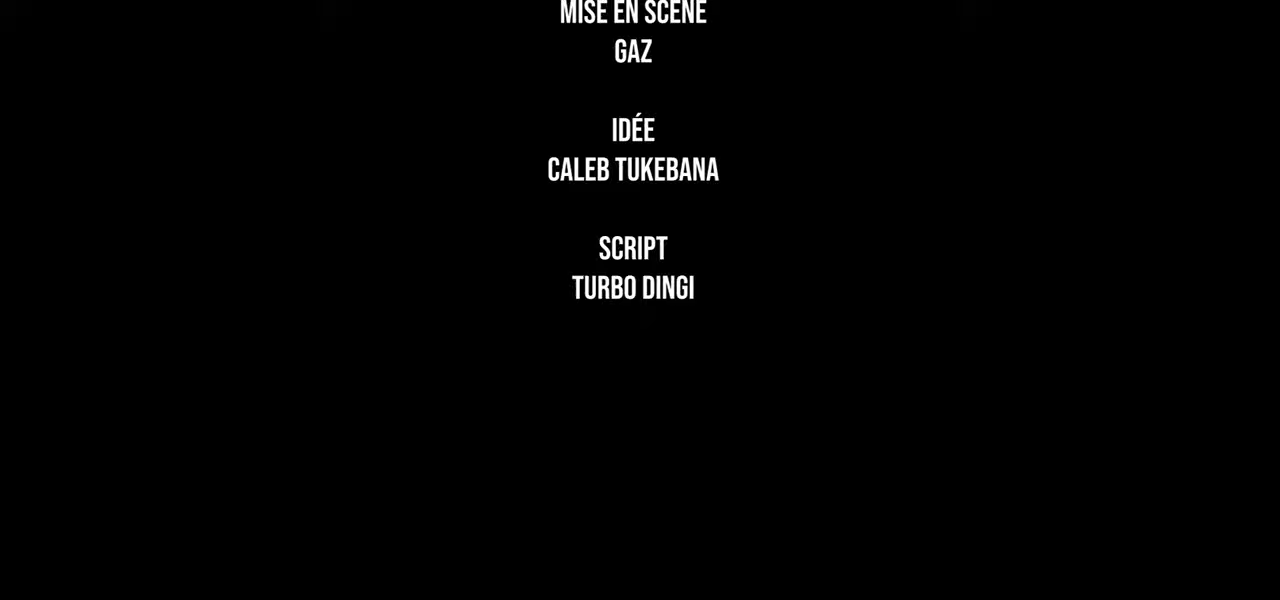 MISE EN SCENE
GAZ
IDÉE
CALEB TUKEBANA
SCRIPT
TURBO DINGI